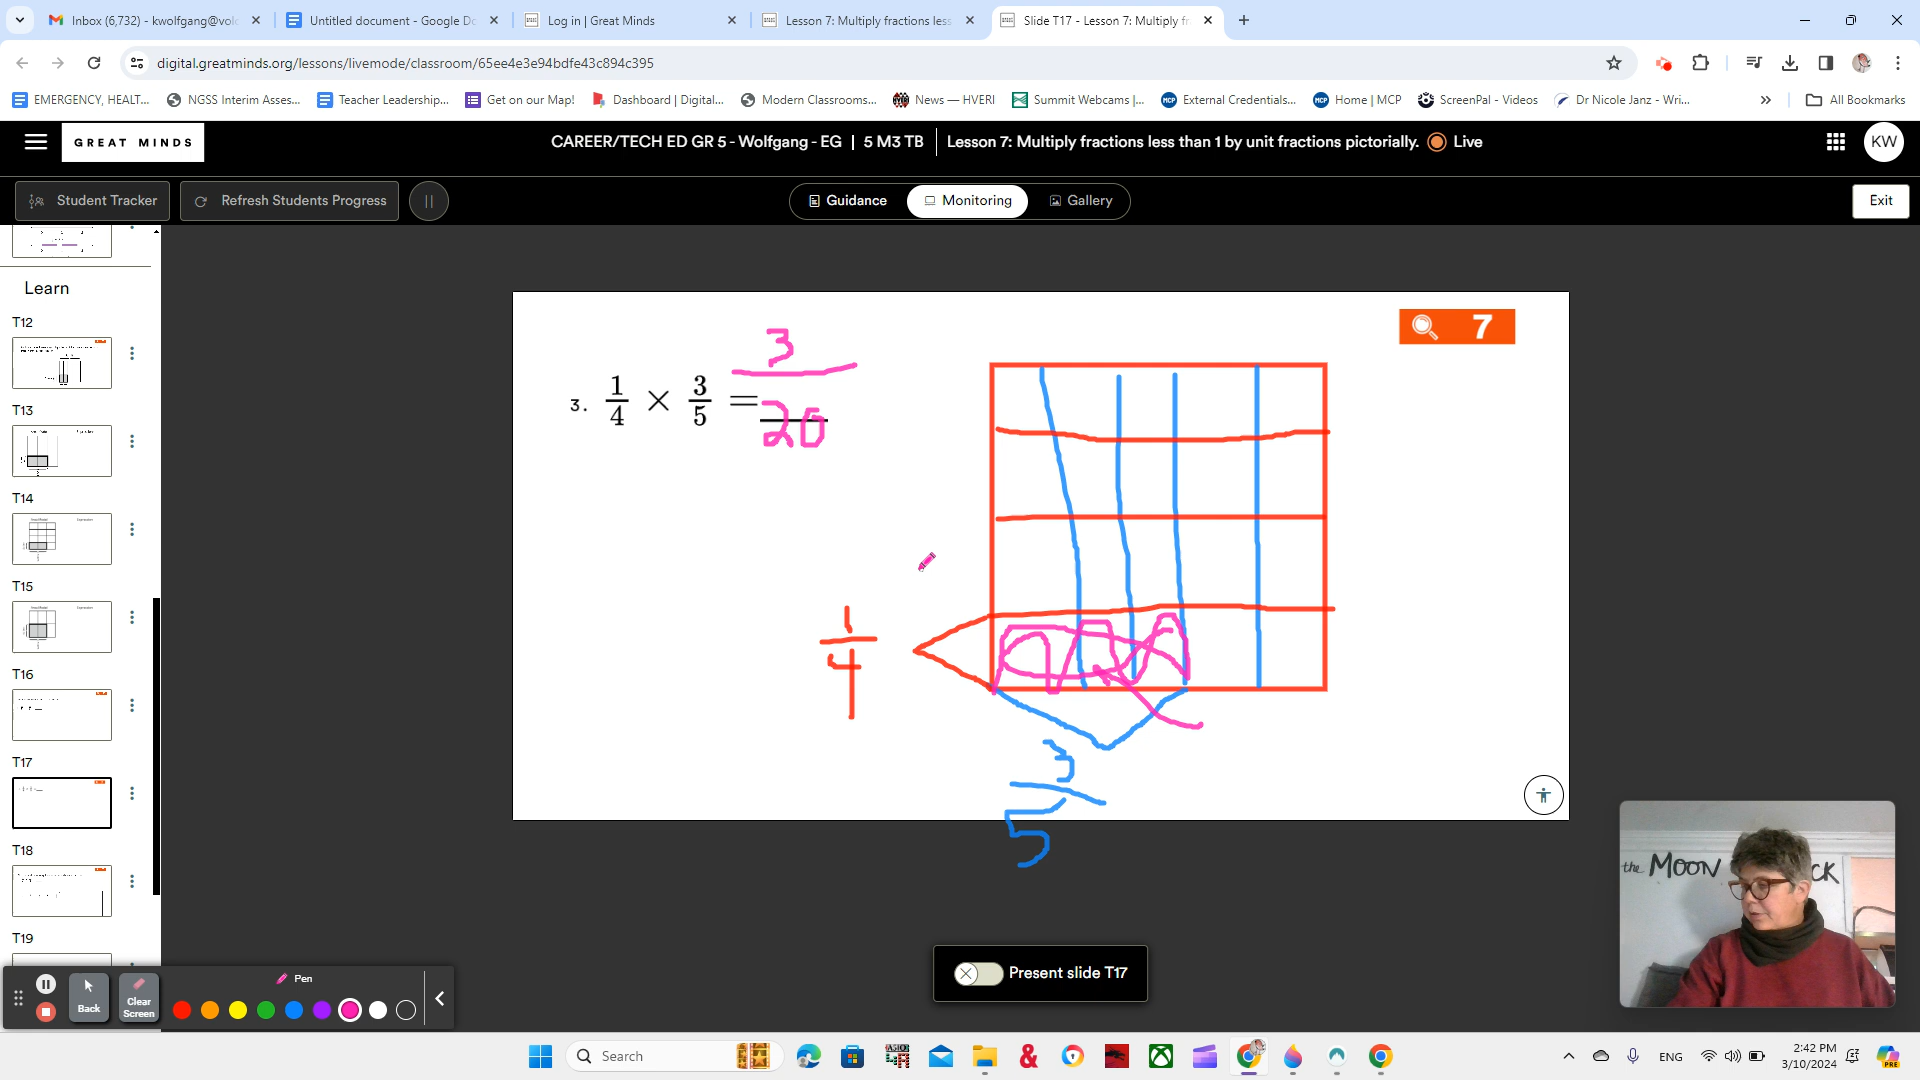 Inbox (6,732) - kwolfgang@volc
Untitled document - Google Do
Log in | Great Minds
Lesson 7: Multiply fractions less
Slide T17 - Lesson 7: Multiply fr
digital.greatminds.org/lessons/livemode/classroom/65ee4e3e94bdfe43c894c395
EMERGENCY, HEALT...
NGSS Interim Asses...
Teacher Leadership...
Get on our Map!
Dashboard | Digital...
Modern Classrooms...
News — HVERI
Summit Webcams |...
External Credentials...
Home | MCP
ScreenPal - Videos
Dr Nicole Janz - Wri...
All Bookmarks
GREAT MINDS
CAREER/TECH ED GR 5 - Wolfgang - EG | 5 M3 TB
Lesson 7: Multiply fractions less than 1 by unit fractions pictorially.
Live
KW
Student Tracker
Refresh Students Progress
Guidance
Monitoring
Gallery
Exit
Learn
T12
T13
T14
T15
T16
T17
T18
T19
7
3. 1/4 × 3/5 = 3/20
1/4
3/5
the MOON
CK
Present slide T17
Pen
Back
Clear Screen
Search
ENG
2:42 PM
3/10/2024